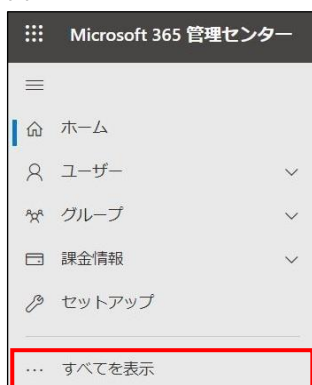 Microsoft 365 管理センター
ホーム
ユーザー
グループ
課金情報
セットアップ
すべてを表示